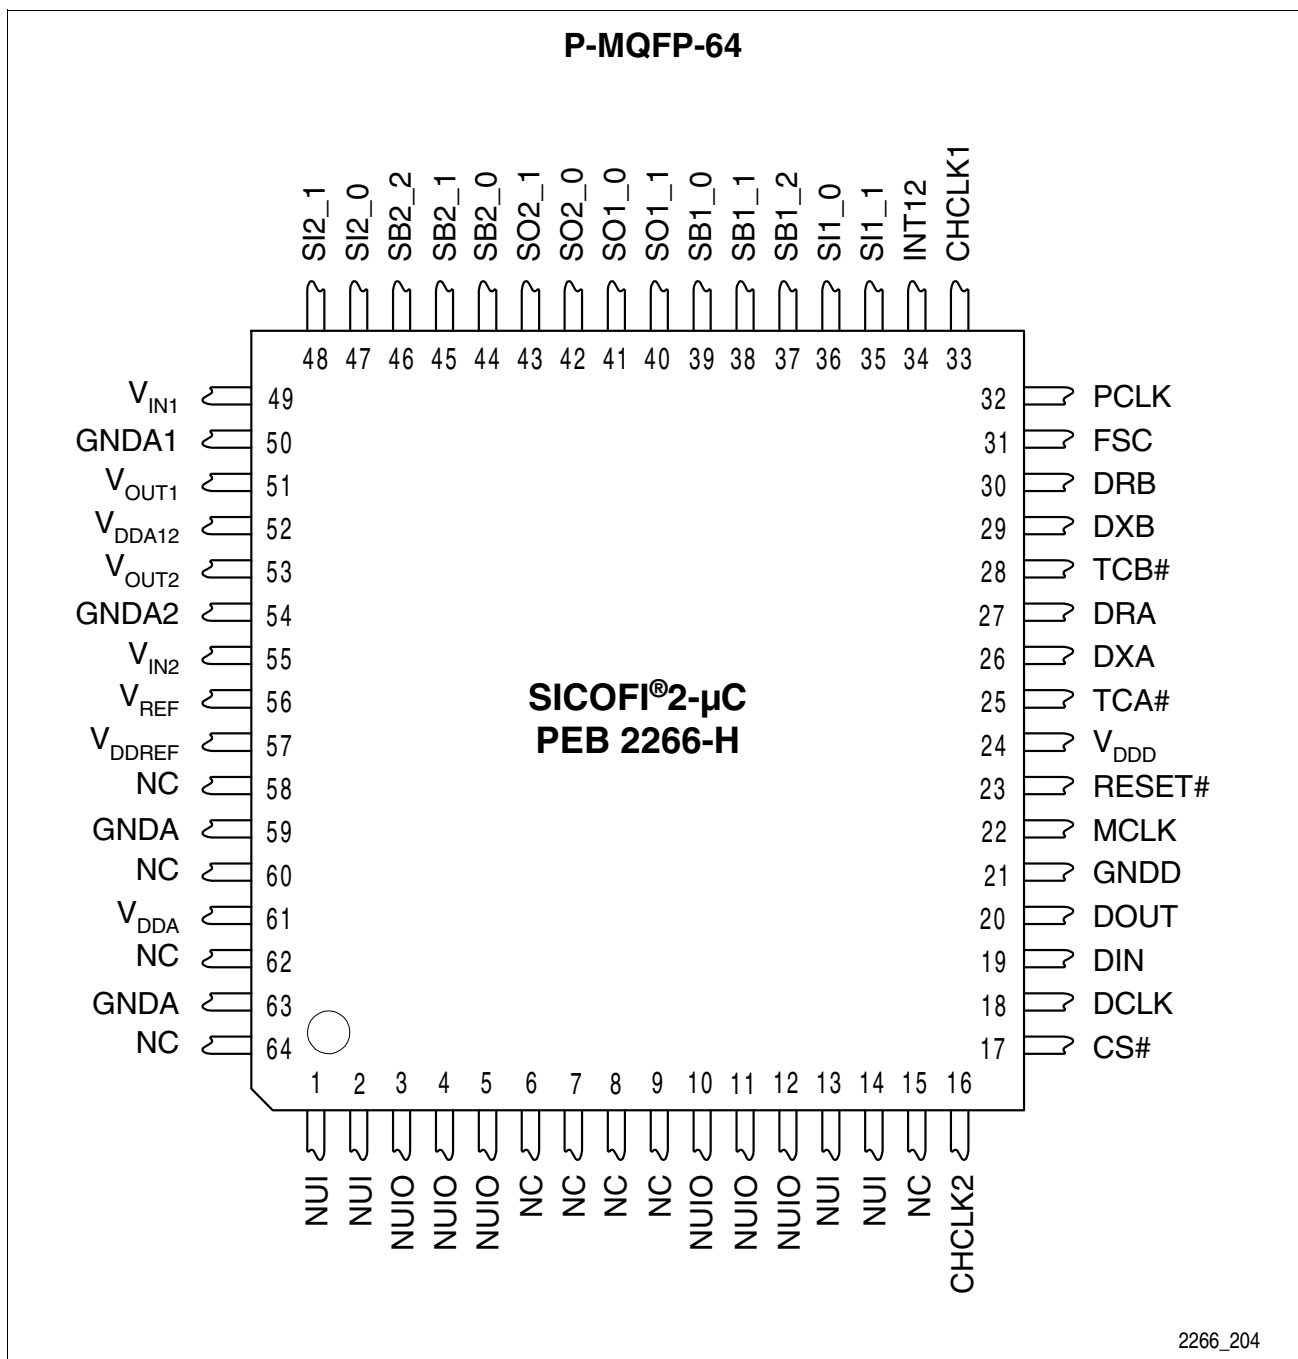 P-MQFP-64
SI2_1
SI2_0
SB2_2
SB2_1
SB2_0
SO2_1
SO2_0
SO1_0
SO1_1
SB1_0
SB1_1
SB1_2
SI1_0
SI1_1
INT12
CHCLK1
48 47 46 45 44 43 42 41 40 39 38 37 36 35 34 33
VIN1 49 32 PCLK
GNDA1 50 31 FSC
VOUT1 51 30 DRB
VDDA12 52 29 DXB
VOUT2 53 28 TCB#
GNDA2 54 27 DRA
VIN2 55 26 DXA
VREF 56 25 TCA#
VDDREF 57 24 VDDD
NC 58 23 RESET#
GNDA 59 22 MCLK
NC 60 21 GNDD
VDDA 61 20 DOUT
NC 62 19 DIN
GNDA 63 18 DCLK
NC 64 17 CS#
SICOFI®2-µC
PEB 2266-H
1 2 3 4 5 6 7 8 9 10 11 12 13 14 15 16
NUI
NUI
NUIO
NUIO
NUIO
NC
NC
NC
NC
NUIO
NUIO
NUIO
NUI
NUI
NC
CHCLK2
2266_204